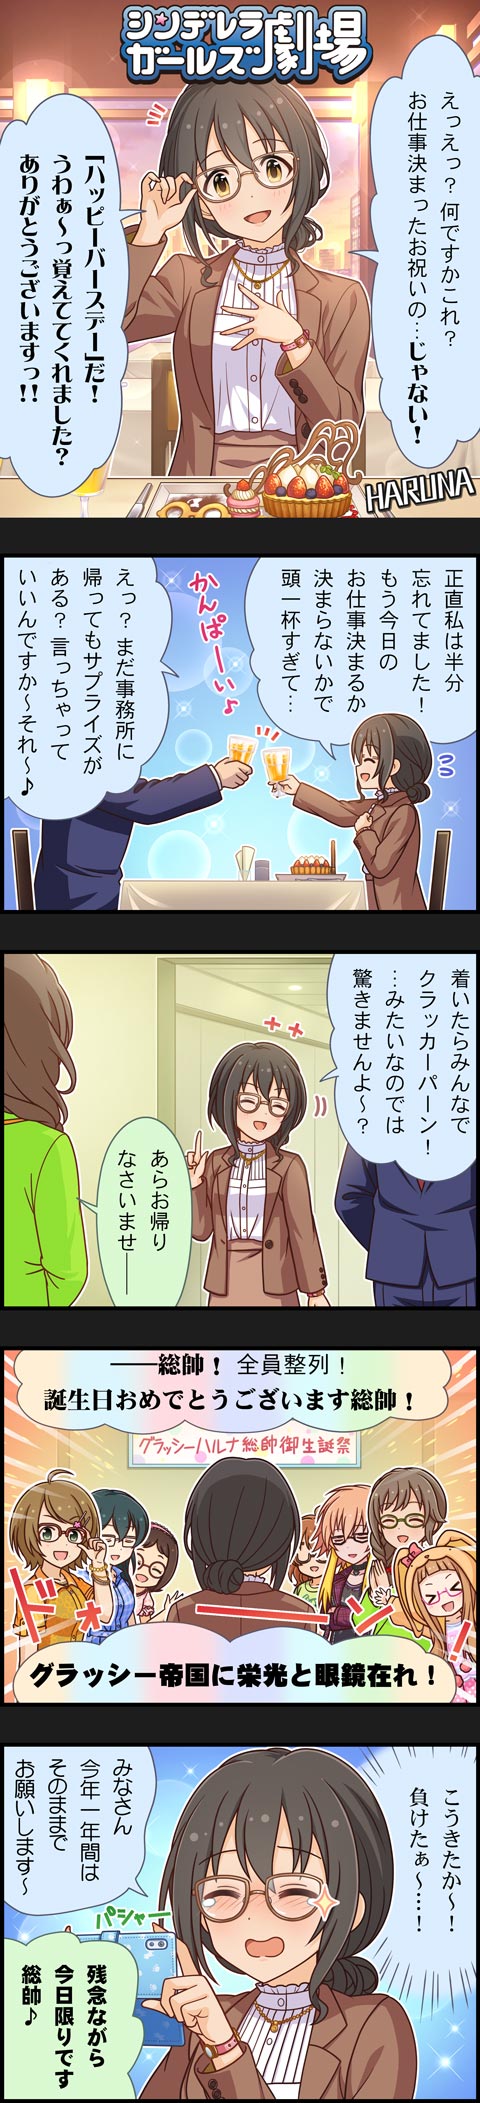 シンデレラ
ガールズ劇場
えっえっ？何ですかこれ？
お仕事決まったお祝いの…じゃない！
「ハッピーバースデー」だ！
うわぁ～っ覚えててくれました？
ありがとうございますっ!!
HARUNA
正直私は半分
忘れてました！
もう今日の
お仕事決まるか
決まらないかで
頭一杯すぎて…
かんぱーい♪
えっ？まだ事務所に
帰ってもサプライズが
ある？言っちゃって
いいんですか～それ～♪
着いたらみんなで
クラッカーパーン！
…みたいなのでは
驚きませんよ～？
あらお帰り
なさいませ――
――総帥！全員整列！
誕生日おめでとうございます総帥！
グラッシーハルナ総帥御生誕祭
ドォーーン！
グラッシー帝国に栄光と眼鏡在れ！
こうきたか～！
負けたぁ～…！
みなさん
今年一年間は
そのままで
お願いします～
パシャー
残念ながら
今日限りです
総帥♪